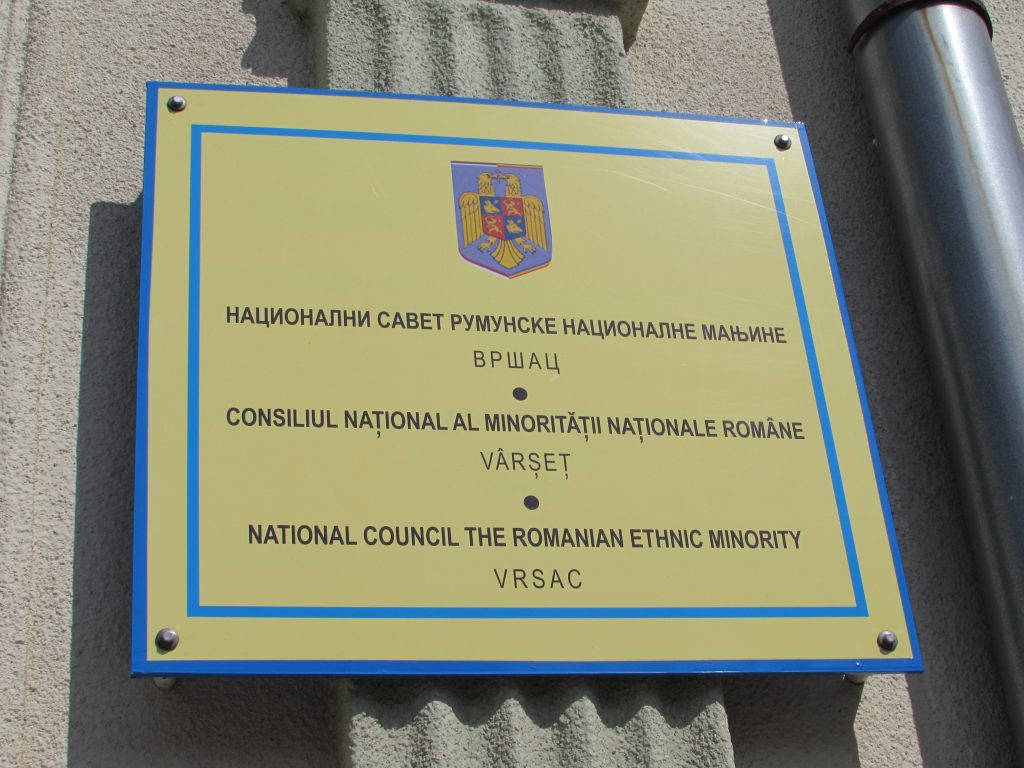 НАЦИОНАЛНИ САВЕТ РУМУНСКЕ НАЦИОНАЛНЕ МАЊИНЕ
ВРШАЦ
CONSILIUL NAȚIONAL AL MINORITĂȚII NAȚIONALE ROMÂNE
VÂRȘEȚ
NATIONAL COUNCIL THE ROMANIAN ETHNIC MINORITY
VRSAC